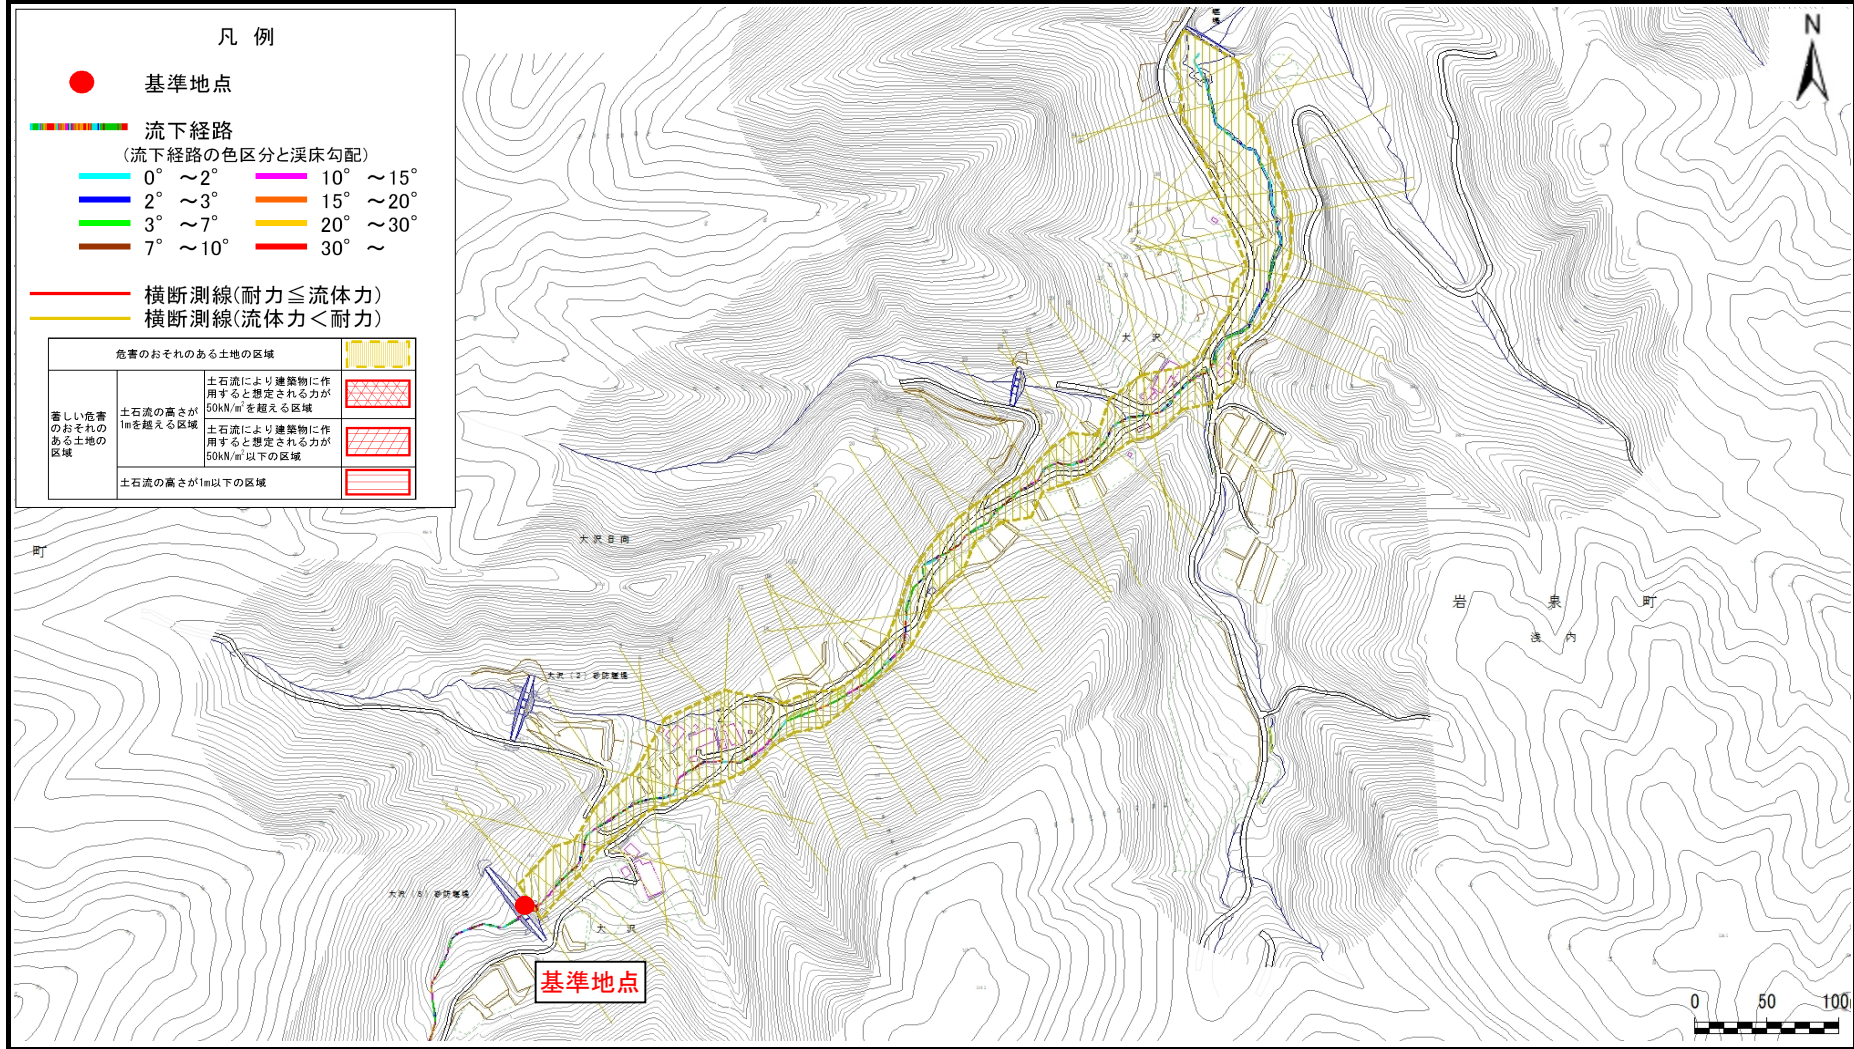 凡 例
基準地点
流下経路
(流下経路の色区分と渓床勾配)
0° ～2°
10° ～15°
2° ～3°
15° ～20°
3° ～7°
20° ～30°
7° ～10°
30° ～
横断測線(耐力≦流体力)
横断測線(流体力＜耐力)
危害のおそれのある土地の区域
著しい危害
のおそれの
ある土地の
区域
土石流の高さが
1mを越える区域
土石流により建築物に作
用すると想定される力が
50kN/m²を超える区域
土石流により建築物に作
用すると想定される力が
50kN/m²以下の区域
土石流の高さが1m以下の区域
N
大 沢
大沢日向
町
岩 泉 町
浅 内
大沢（2）砂防堰堤
大沢（5）砂防堰堤
大 沢
基準地点
0 50 100